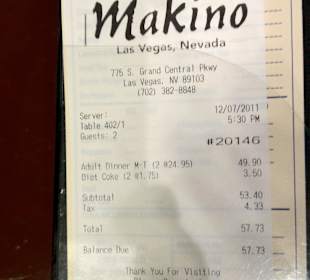 Makino
Las Vegas, Nevada
775 S. Grand Central Pkwy
Las Vegas, NV 89103
(702) 382-8848
12/07/2011
Server:
5:30 PM
Table 402/1
Guests: 2
#20146
Adult Dinner M-T (2 @24.95) 49.90
Diet Coke (2 @1.75) 3.50
Subtotal 53.40
Tax 4.33
Total 57.73
Balance Due 57.73
Thank You For Visiting